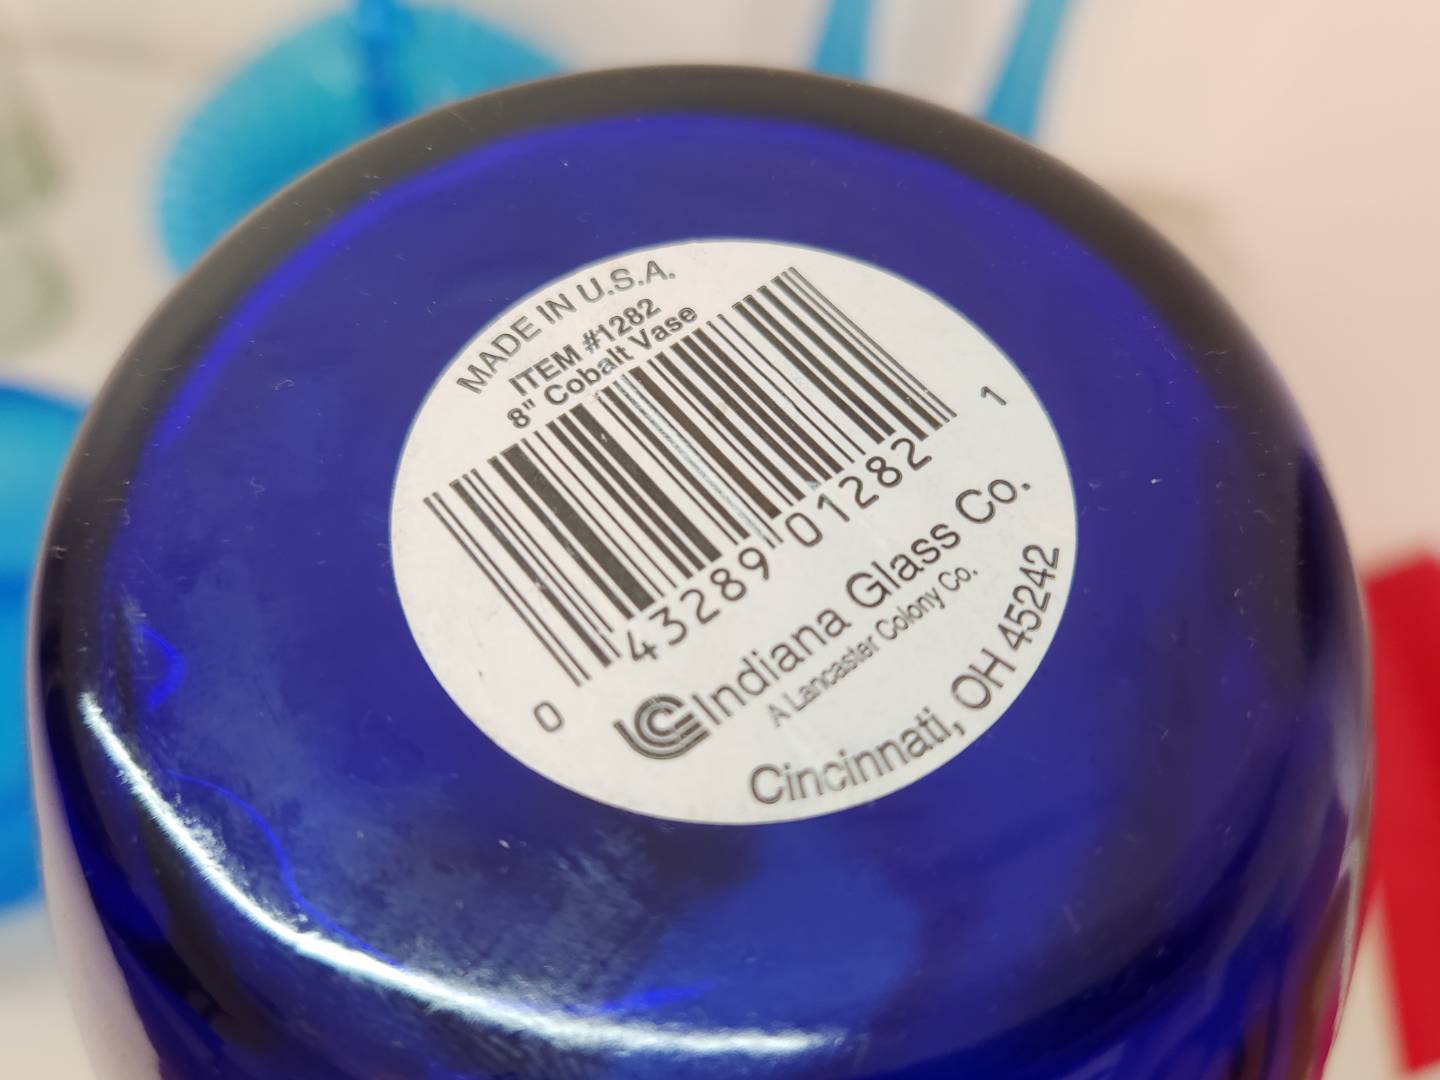 MADE IN U.S.A.
ITEM #1282
8" Cobalt Vase
0 43289 01282 1
Indiana Glass Co.
A Lancaster Colony Co.
Cincinnati, OH 45242